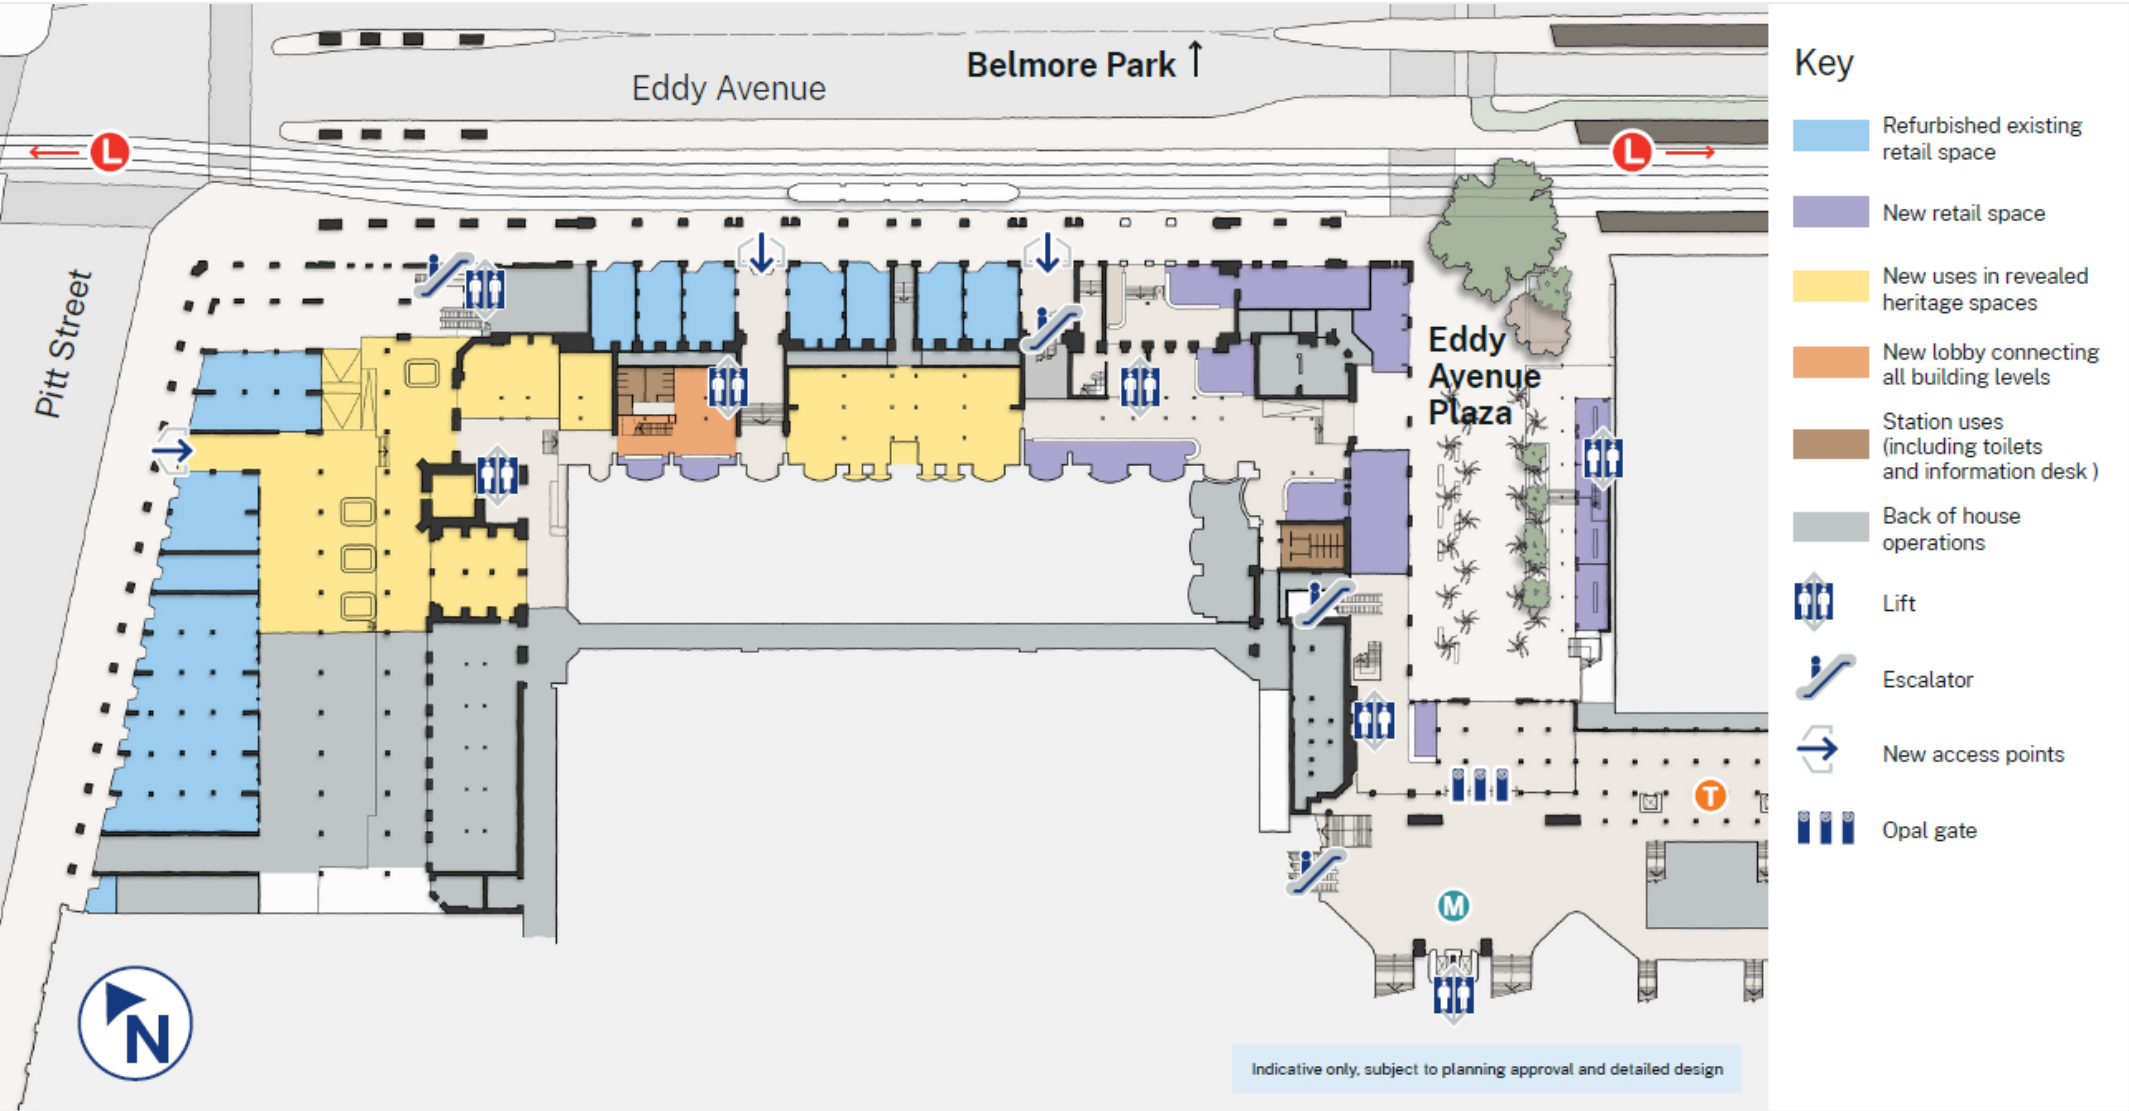 Belmore Park ↑
Eddy Avenue
L
L
Pitt Street
Eddy
Avenue
Plaza
T
M
N
Indicative only, subject to planning approval and detailed design
Key
Refurbished existing
retail space
New retail space
New uses in revealed
heritage spaces
New lobby connecting
all building levels
Station uses
(including toilets
and information desk )
Back of house
operations
Lift
Escalator
New access points
Opal gate